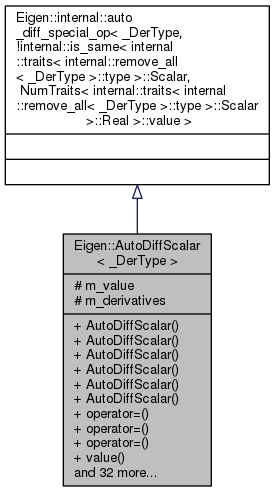 Eigen::internal::auto
_diff_special_op< _DerType,
!internal::is_same< internal
::traits< internal::remove_all
< _DerType >::type >::Scalar,
NumTraits< internal::traits< internal
::remove_all< _DerType >::type >::Scalar
>::Real >::value >
Eigen::AutoDiffScalar
< _DerType >
# m_value
# m_derivatives
+ AutoDiffScalar()
+ AutoDiffScalar()
+ AutoDiffScalar()
+ AutoDiffScalar()
+ AutoDiffScalar()
+ AutoDiffScalar()
+ operator=()
+ operator=()
+ operator=()
+ value()
and 32 more...